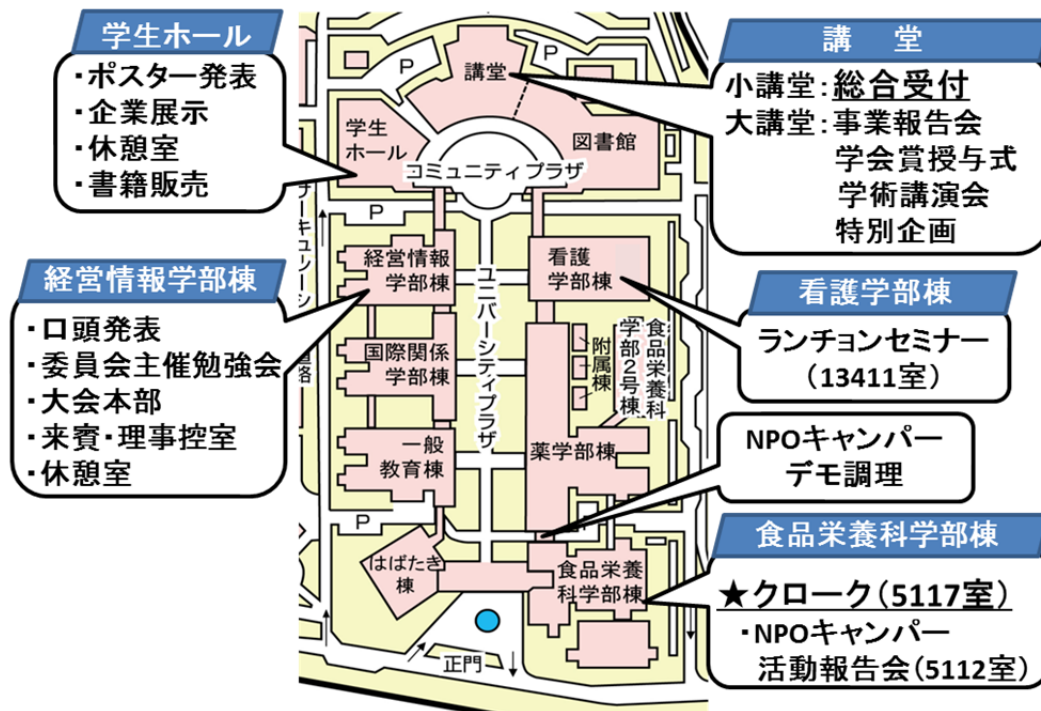 学生ホール
・ポスター発表
・企業展示
・休憩室
・書籍販売
講 堂
小講堂：総合受付
大講堂：事業報告会
学会賞授与式
学術講演会
特別企画
経営情報学部棟
・口頭発表
・委員会主催勉強会
・大会本部
・来賓・理事控室
・休憩室
看護学部棟
ランチョンセミナー
（13411室）
NPOキャンパー
デモ調理
食品栄養科学部棟
★クローク（5117室）
・NPOキャンパー
活動報告会（5112室）
P
P
講堂
学生
ホール
図書館
コミュニティプラザ
P
P
サーキュレーシ
路
経営情報
学部棟
看護
学部棟
ユニバーシティプラザ
国際関係
学部棟
附属棟
食品栄養科
学部2号棟
一般
教育棟
薬学部棟
P
P
はばたき
棟
食品栄養
科学部棟
正門